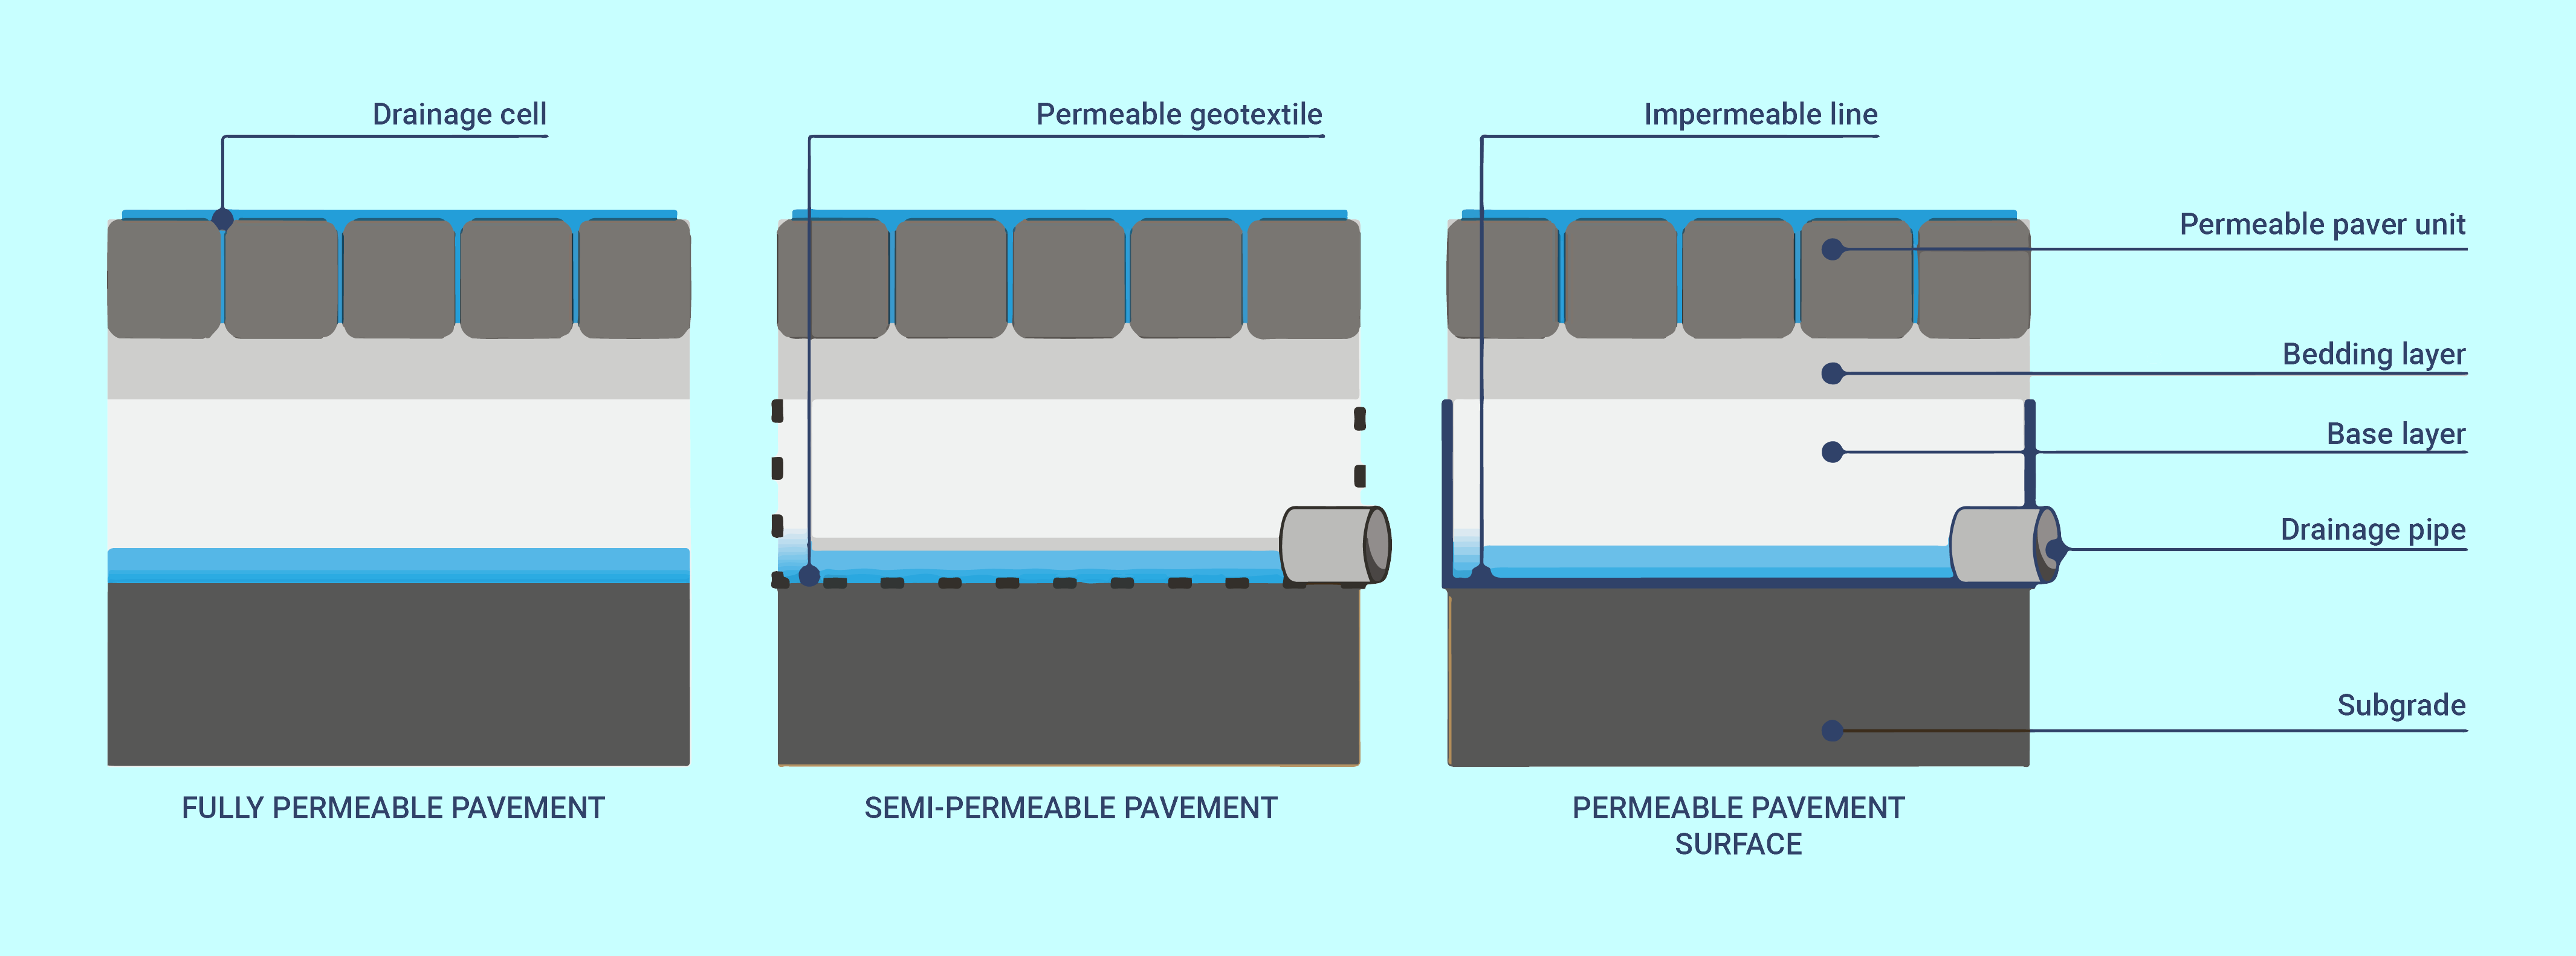 Drainage cell
Permeable geotextile
Impermeable line
Permeable paver unit
Bedding layer
Base layer
Drainage pipe
Subgrade
FULLY PERMEABLE PAVEMENT
SEMI-PERMEABLE PAVEMENT
PERMEABLE PAVEMENT
SURFACE